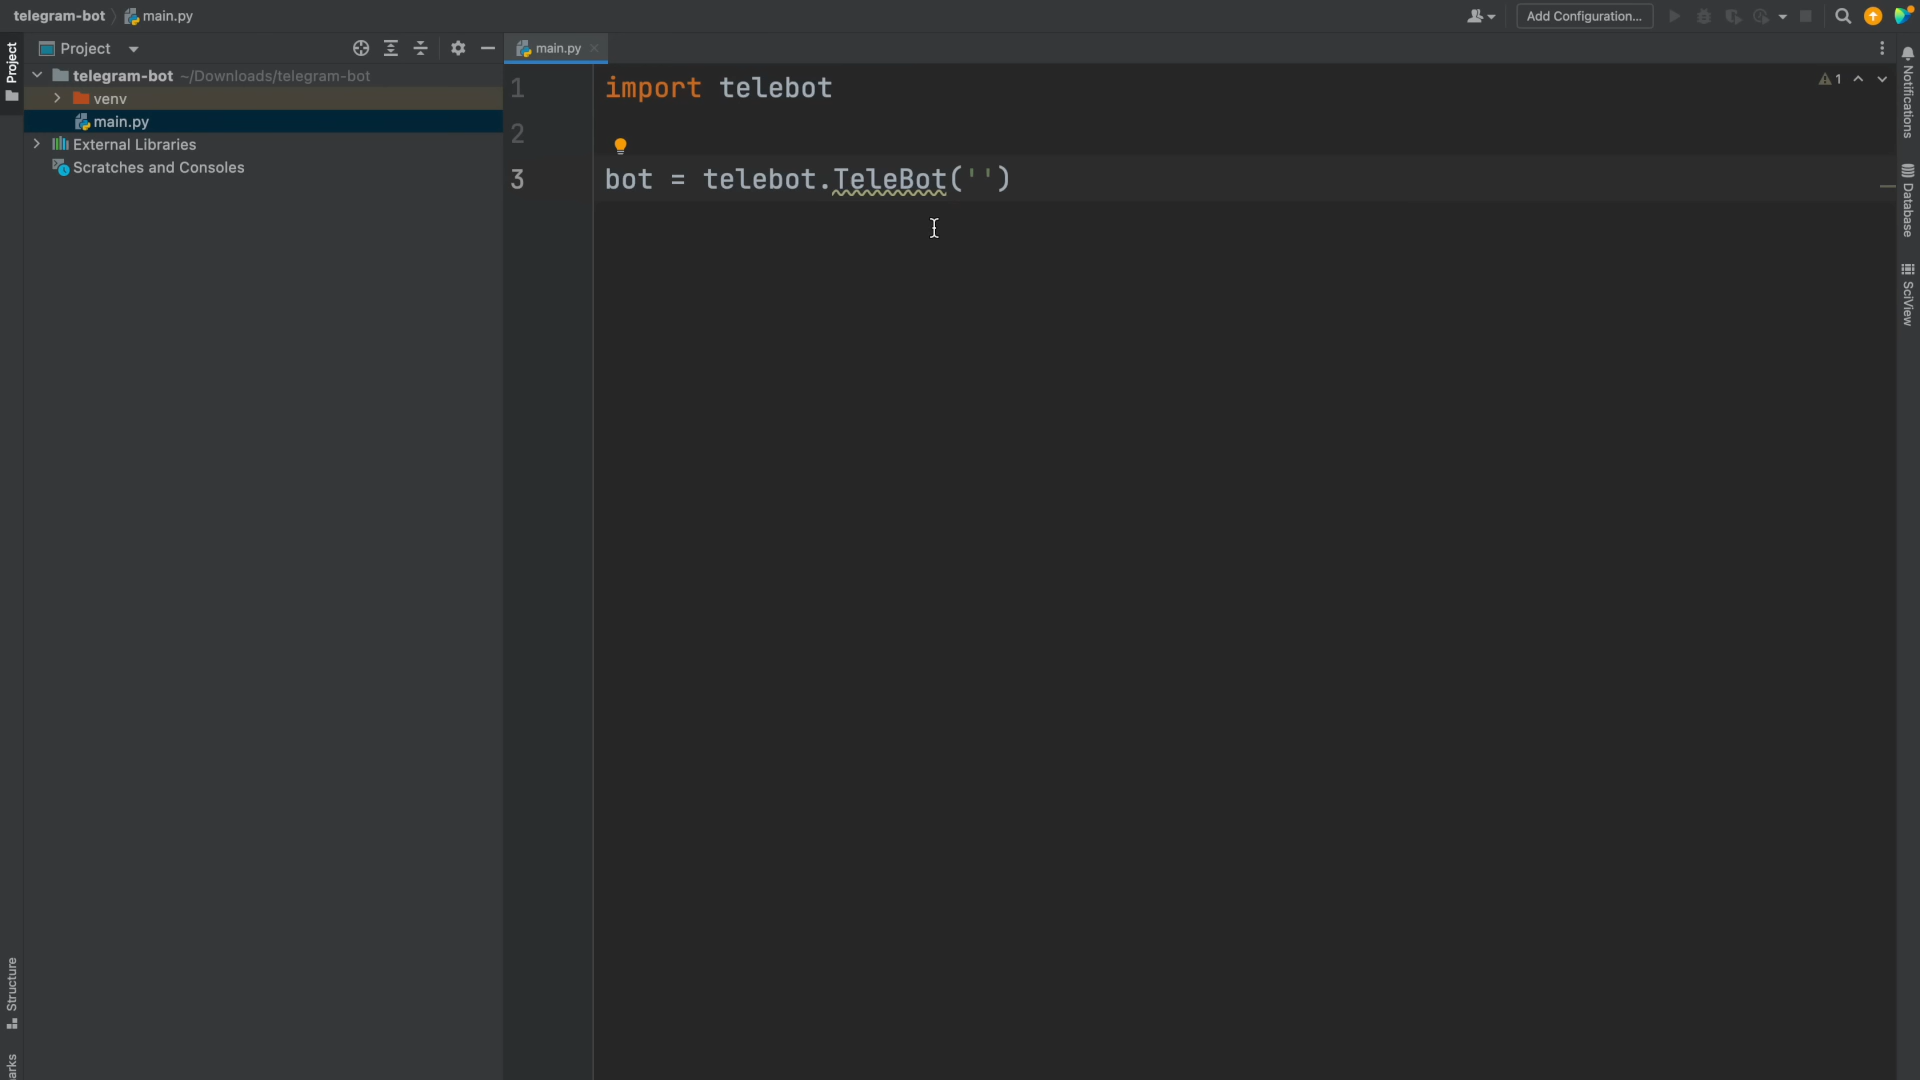 telegram-bot
main.py
Add Configuration...
Project
Project
main.py
telegram-bot ~/Downloads/telegram-bot
venv
main.py
External Libraries
Scratches and Consoles
1 import telebot
2
3 bot = telebot.TeleBot('')
1
Notifications
Database
SciView
Structure
arks